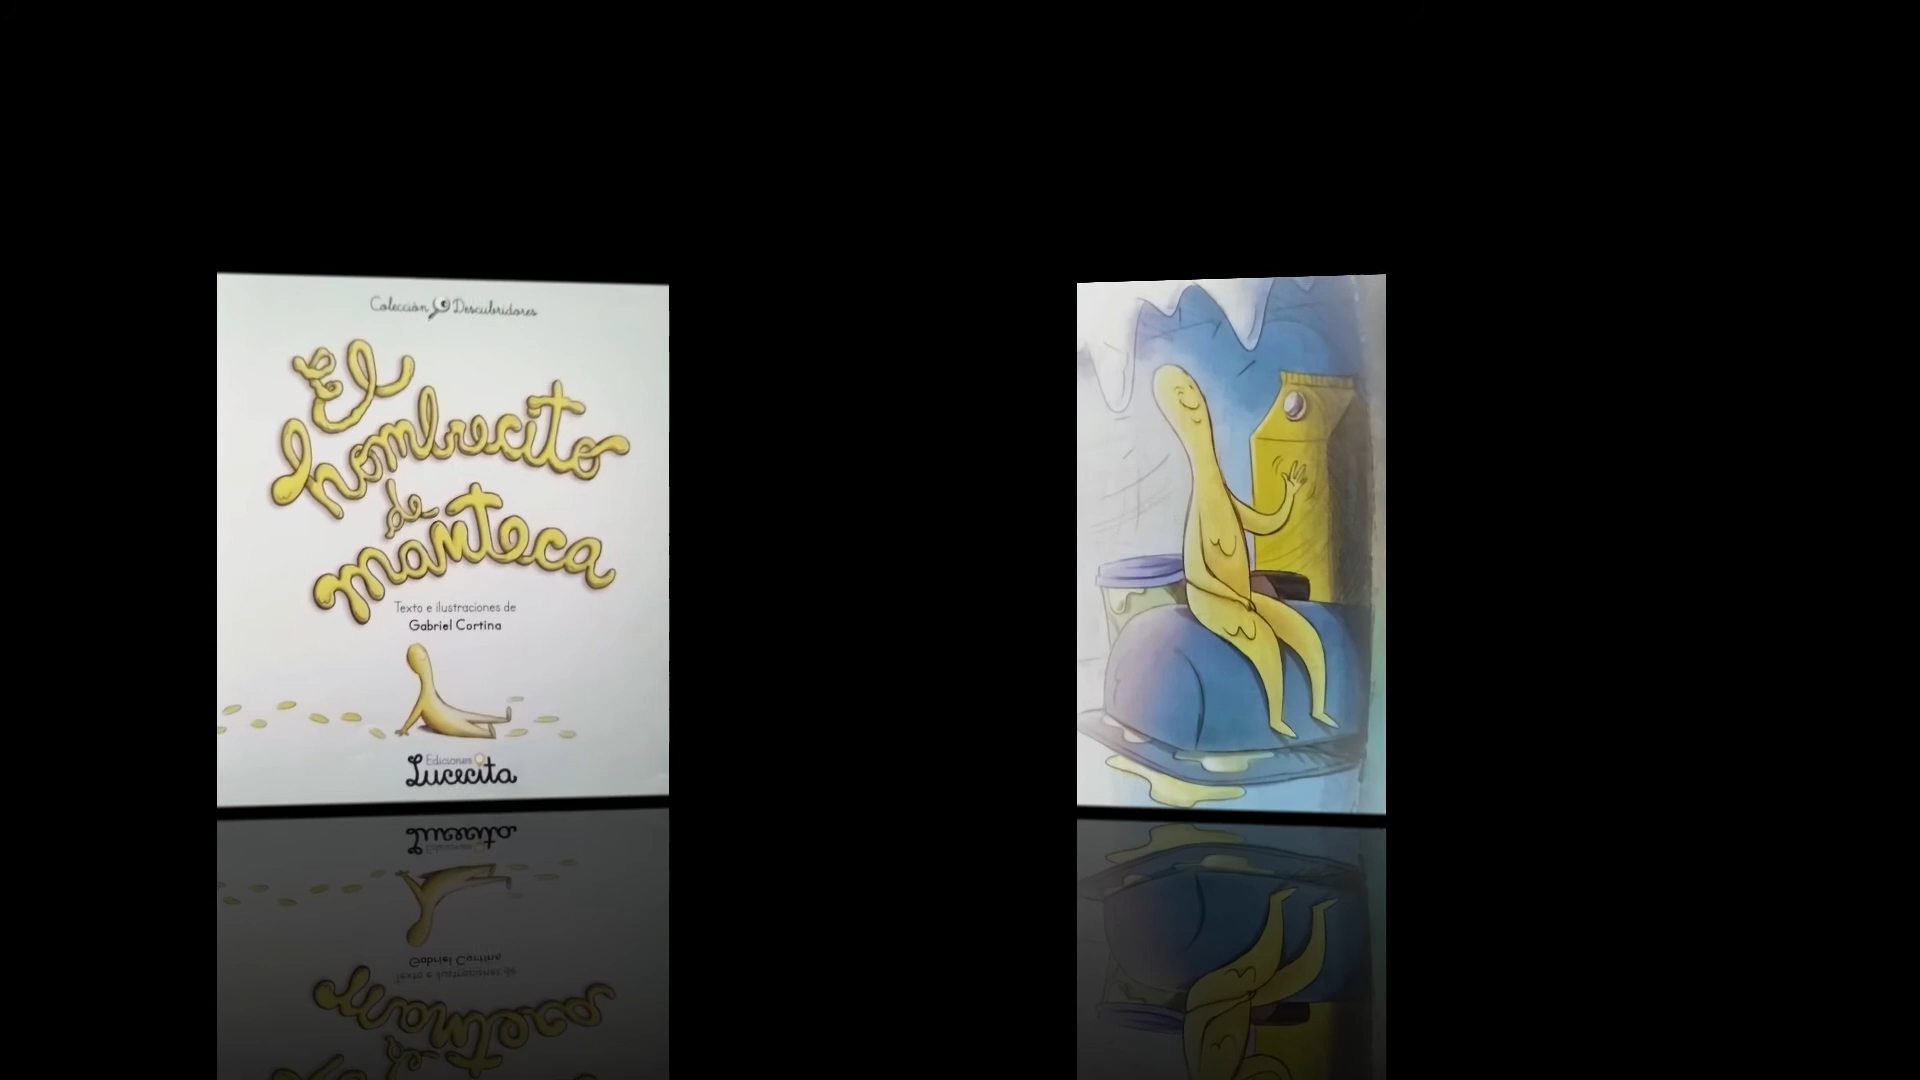 Colección Descubridores
El
hombrecito
de
manteca
Texto e ilustraciones de
Gabriel Cortina
Ediciones
Lucecita